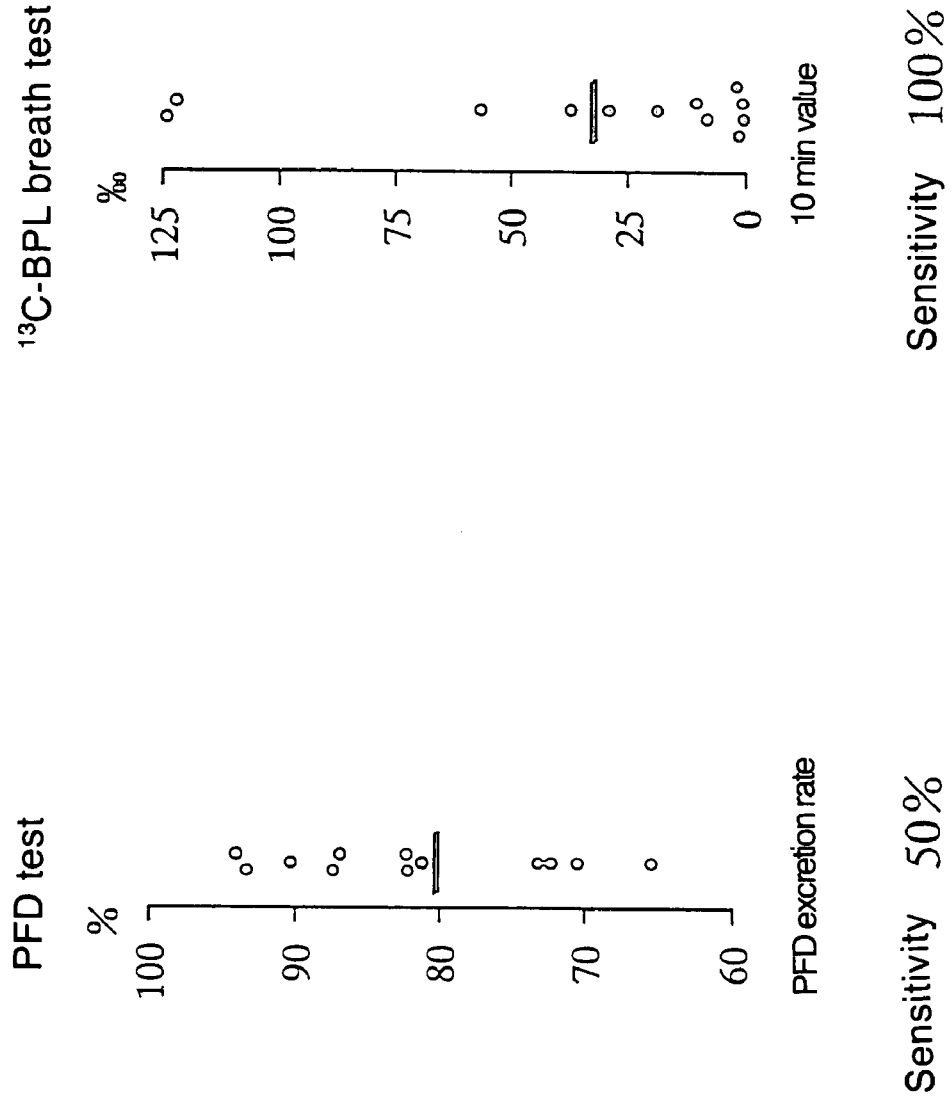 PFD test
%
100
90
80
70
60
PFD excretion rate
Sensitivity 50%
¹³C-BPL breath test
‰
125
100
75
50
25
0
10 min value
Sensitivity 100%